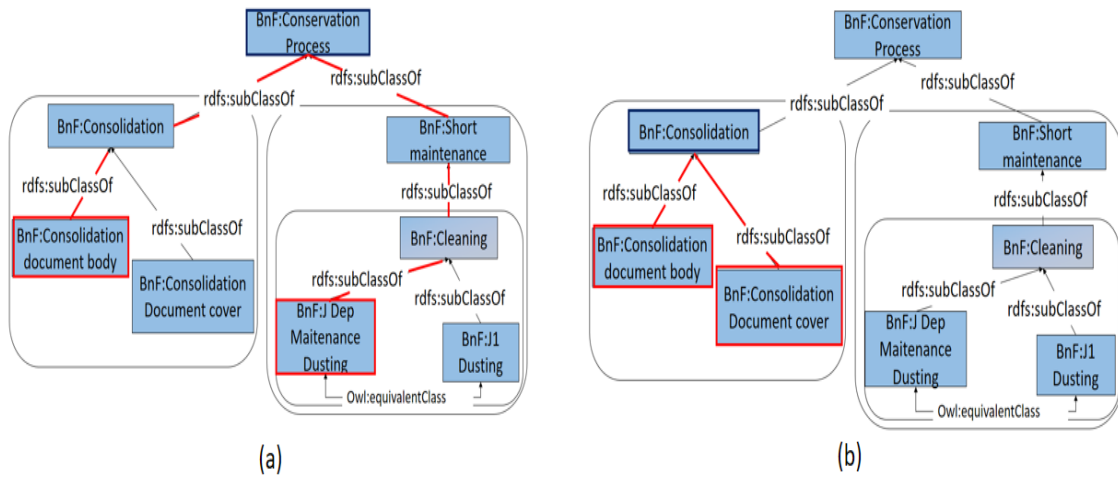 BnF:Conservation
Process
rdfs:subClassOf
rdfs:subClassOf
BnF:Consolidation
BnF:Short
maintenance
rdfs:subClassOf
rdfs:subClassOf
rdfs:subClassOf
BnF:Consolidation
document body
BnF:Cleaning
BnF:Consolidation
Document cover
rdfs:subClassOf
rdfs:subClassOf
BnF:J Dep
Maitenance
Dusting
BnF:J1
Dusting
Owl:equivalentClass
(a)
BnF:Conservation
Process
rdfs:subClassOf
rdfs:subClassOf
BnF:Consolidation
BnF:Short
maintenance
rdfs:subClassOf
rdfs:subClassOf
rdfs:subClassOf
BnF:Consolidation
document body
BnF:Cleaning
BnF:Consolidation
Document cover
rdfs:subClassOf
rdfs:subClassOf
BnF:J Dep
Maitenance
Dusting
BnF:J1
Dusting
Owl:equivalentClass
(b)